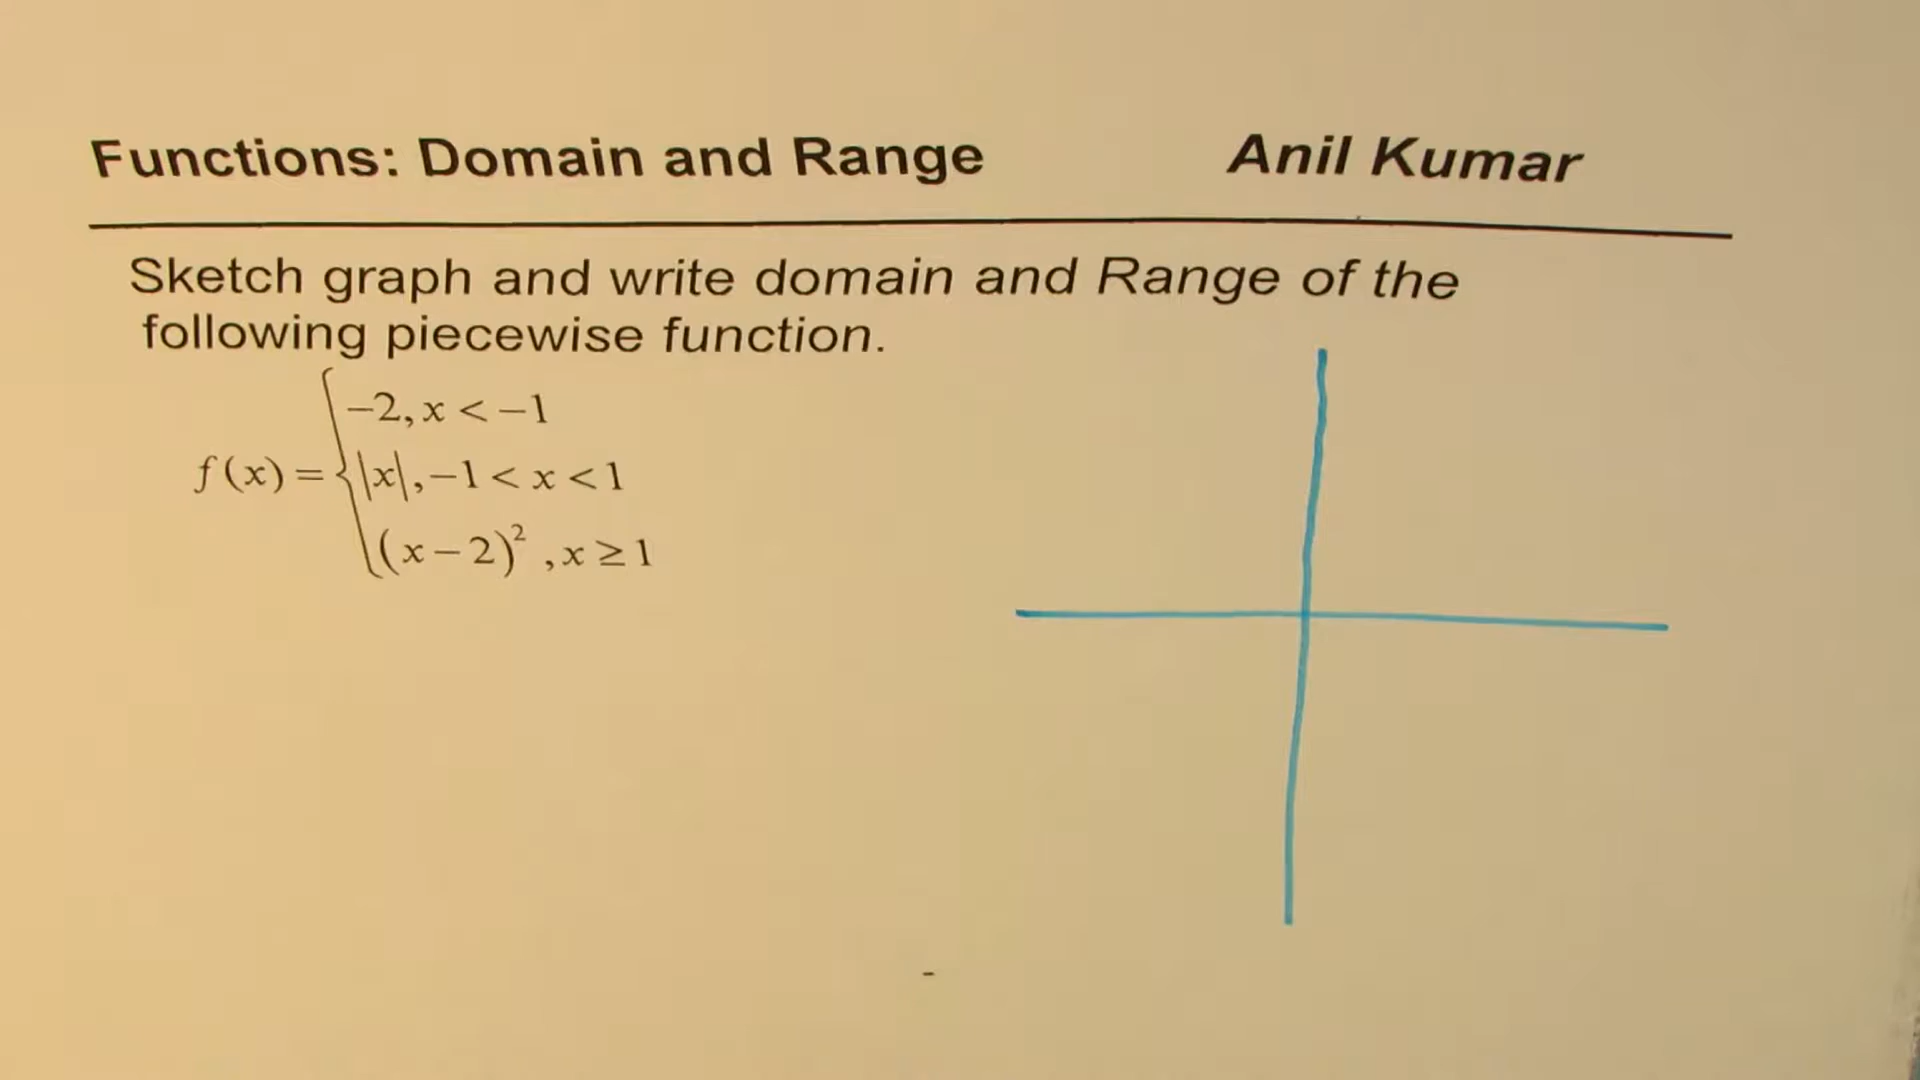 Functions: Domain and Range Anil Kumar
Sketch graph and write domain and Range of the
following piecewise function.
−2, x < −1
f(x) = { |x|, −1 < x < 1
(x − 2)², x ≥ 1